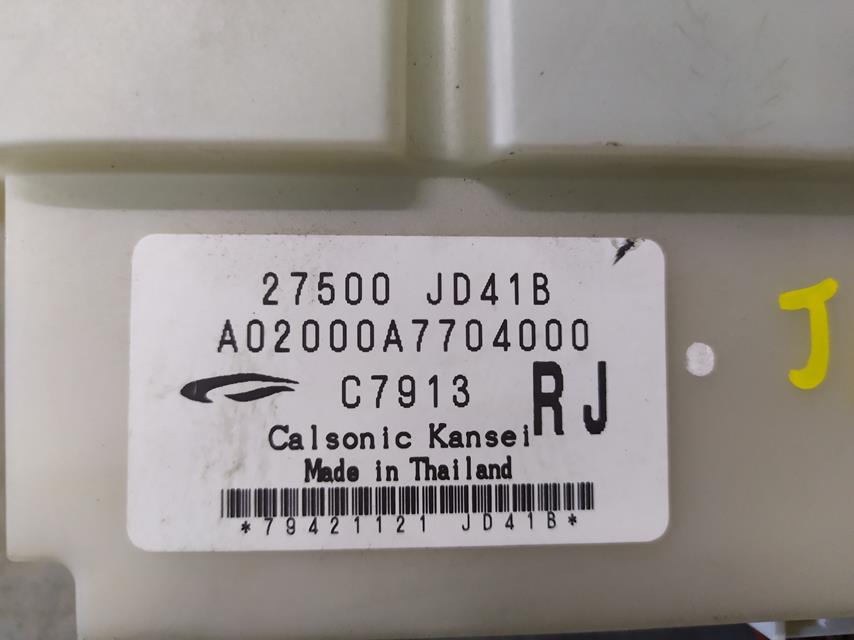 27500 JD41B
A02000A7704000
C7913 RJ
Calsonic Kansei
Made in Thailand
*79421121 JD41B*
J